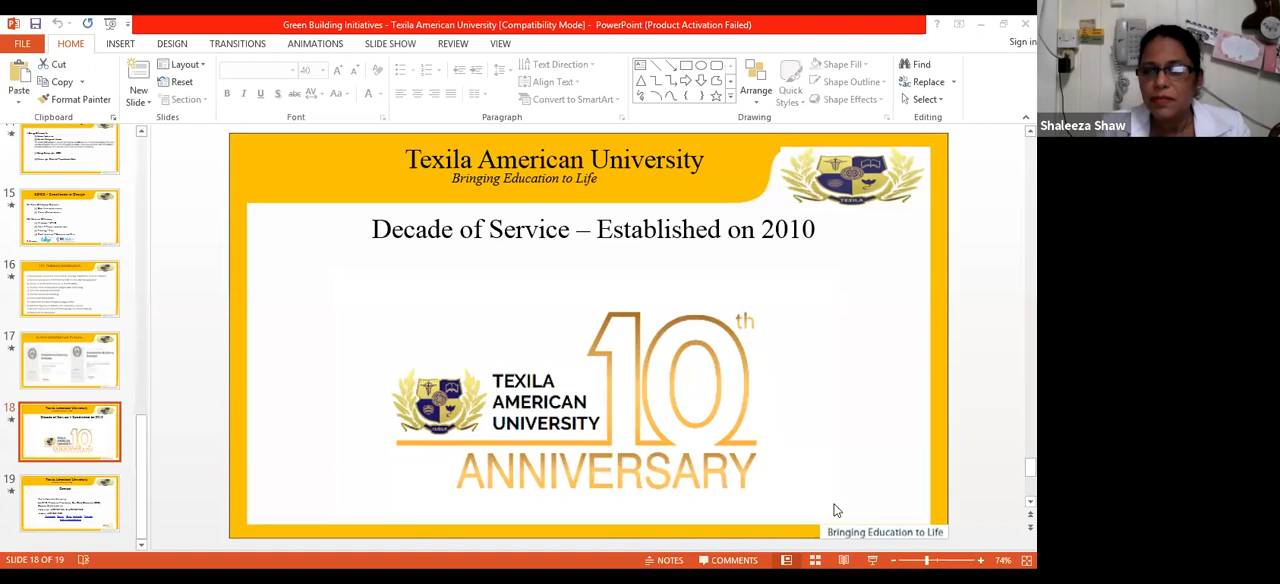 Green Building Initiatives - Texila American University [Compatibility Mode] - PowerPoint (Product Activation Failed)
FILE HOME INSERT DESIGN TRANSITIONS ANIMATIONS SLIDE SHOW REVIEW VIEW
Sign in
Paste
Cut
Copy
Format Painter
Clipboard
New
Slide
Layout
Reset
Section
Slides
40
B I U S abc AV Aa A
Font
Text Direction
Align Text
Convert to SmartArt
Paragraph
Arrange
Quick
Styles
Shape Fill
Shape Outline
Shape Effects
Drawing
Find
Replace
Select
Editing
Shaleeza Shaw
15
16
17
18
19
Texila American University
Bringing Education to Life
TEXILA
Decade of Service – Established on 2010
TEXILA
AMERICAN
UNIVERSITY
10th
ANNIVERSARY
Bringing Education to Life
SLIDE 18 OF 19
NOTES
COMMENTS
74%